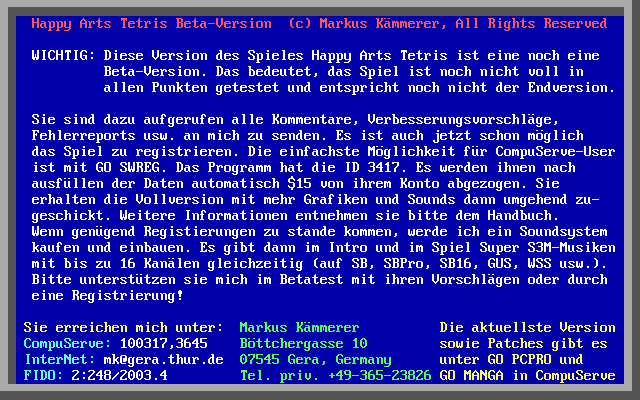 Happy Arts Tetris Beta-Version  (c) Markus Kämmerer, All Rights Reserved
WICHTIG: Diese Version des Spieles Happy Arts Tetris ist eine noch eine
Beta-Version. Das bedeutet, das Spiel ist noch nicht voll in
allen Punkten getestet und entspricht noch nicht der Endversion.
Sie sind dazu aufgerufen alle Kommentare, Verbesserungsvorschläge,
Fehlerreports usw. an mich zu senden. Es ist auch jetzt schon möglich
das Spiel zu registrieren. Die einfachste Möglichkeit für CompuServe-User
ist mit GO SWREG. Das Programm hat die ID 3417. Es werden ihnen nach
ausfüllen der Daten automatisch $15 von ihrem Konto abgezogen. Sie
erhalten die Vollversion mit mehr Grafiken und Sounds dann umgehend zu-
geschickt. Weitere Informationen entnehmen sie bitte dem Handbuch.
Wenn genügend Registierungen zu stande kommen, werde ich ein Soundsystem
kaufen und einbauen. Es gibt dann im Intro und im Spiel Super S3M-Musiken
mit bis zu 16 Kanälen gleichzeitig (auf SB, SBPro, SB16, GUS, WSS usw.).
Bitte unterstützen sie mich im Betatest mit ihren Vorschlägen oder durch
eine Registrierung!
Sie erreichen mich unter:  Markus Kämmerer  Die aktuellste Version
CompuServe: 100317,3645  Böttchergasse 10  sowie Patches gibt es
InterNet: mk@gera.thur.de  07545 Gera, Germany  unter GO PCPRO und
FIDO: 2:248/2003.4  Tel. priv. +49-365-23826  GO MANGA in CompuServe